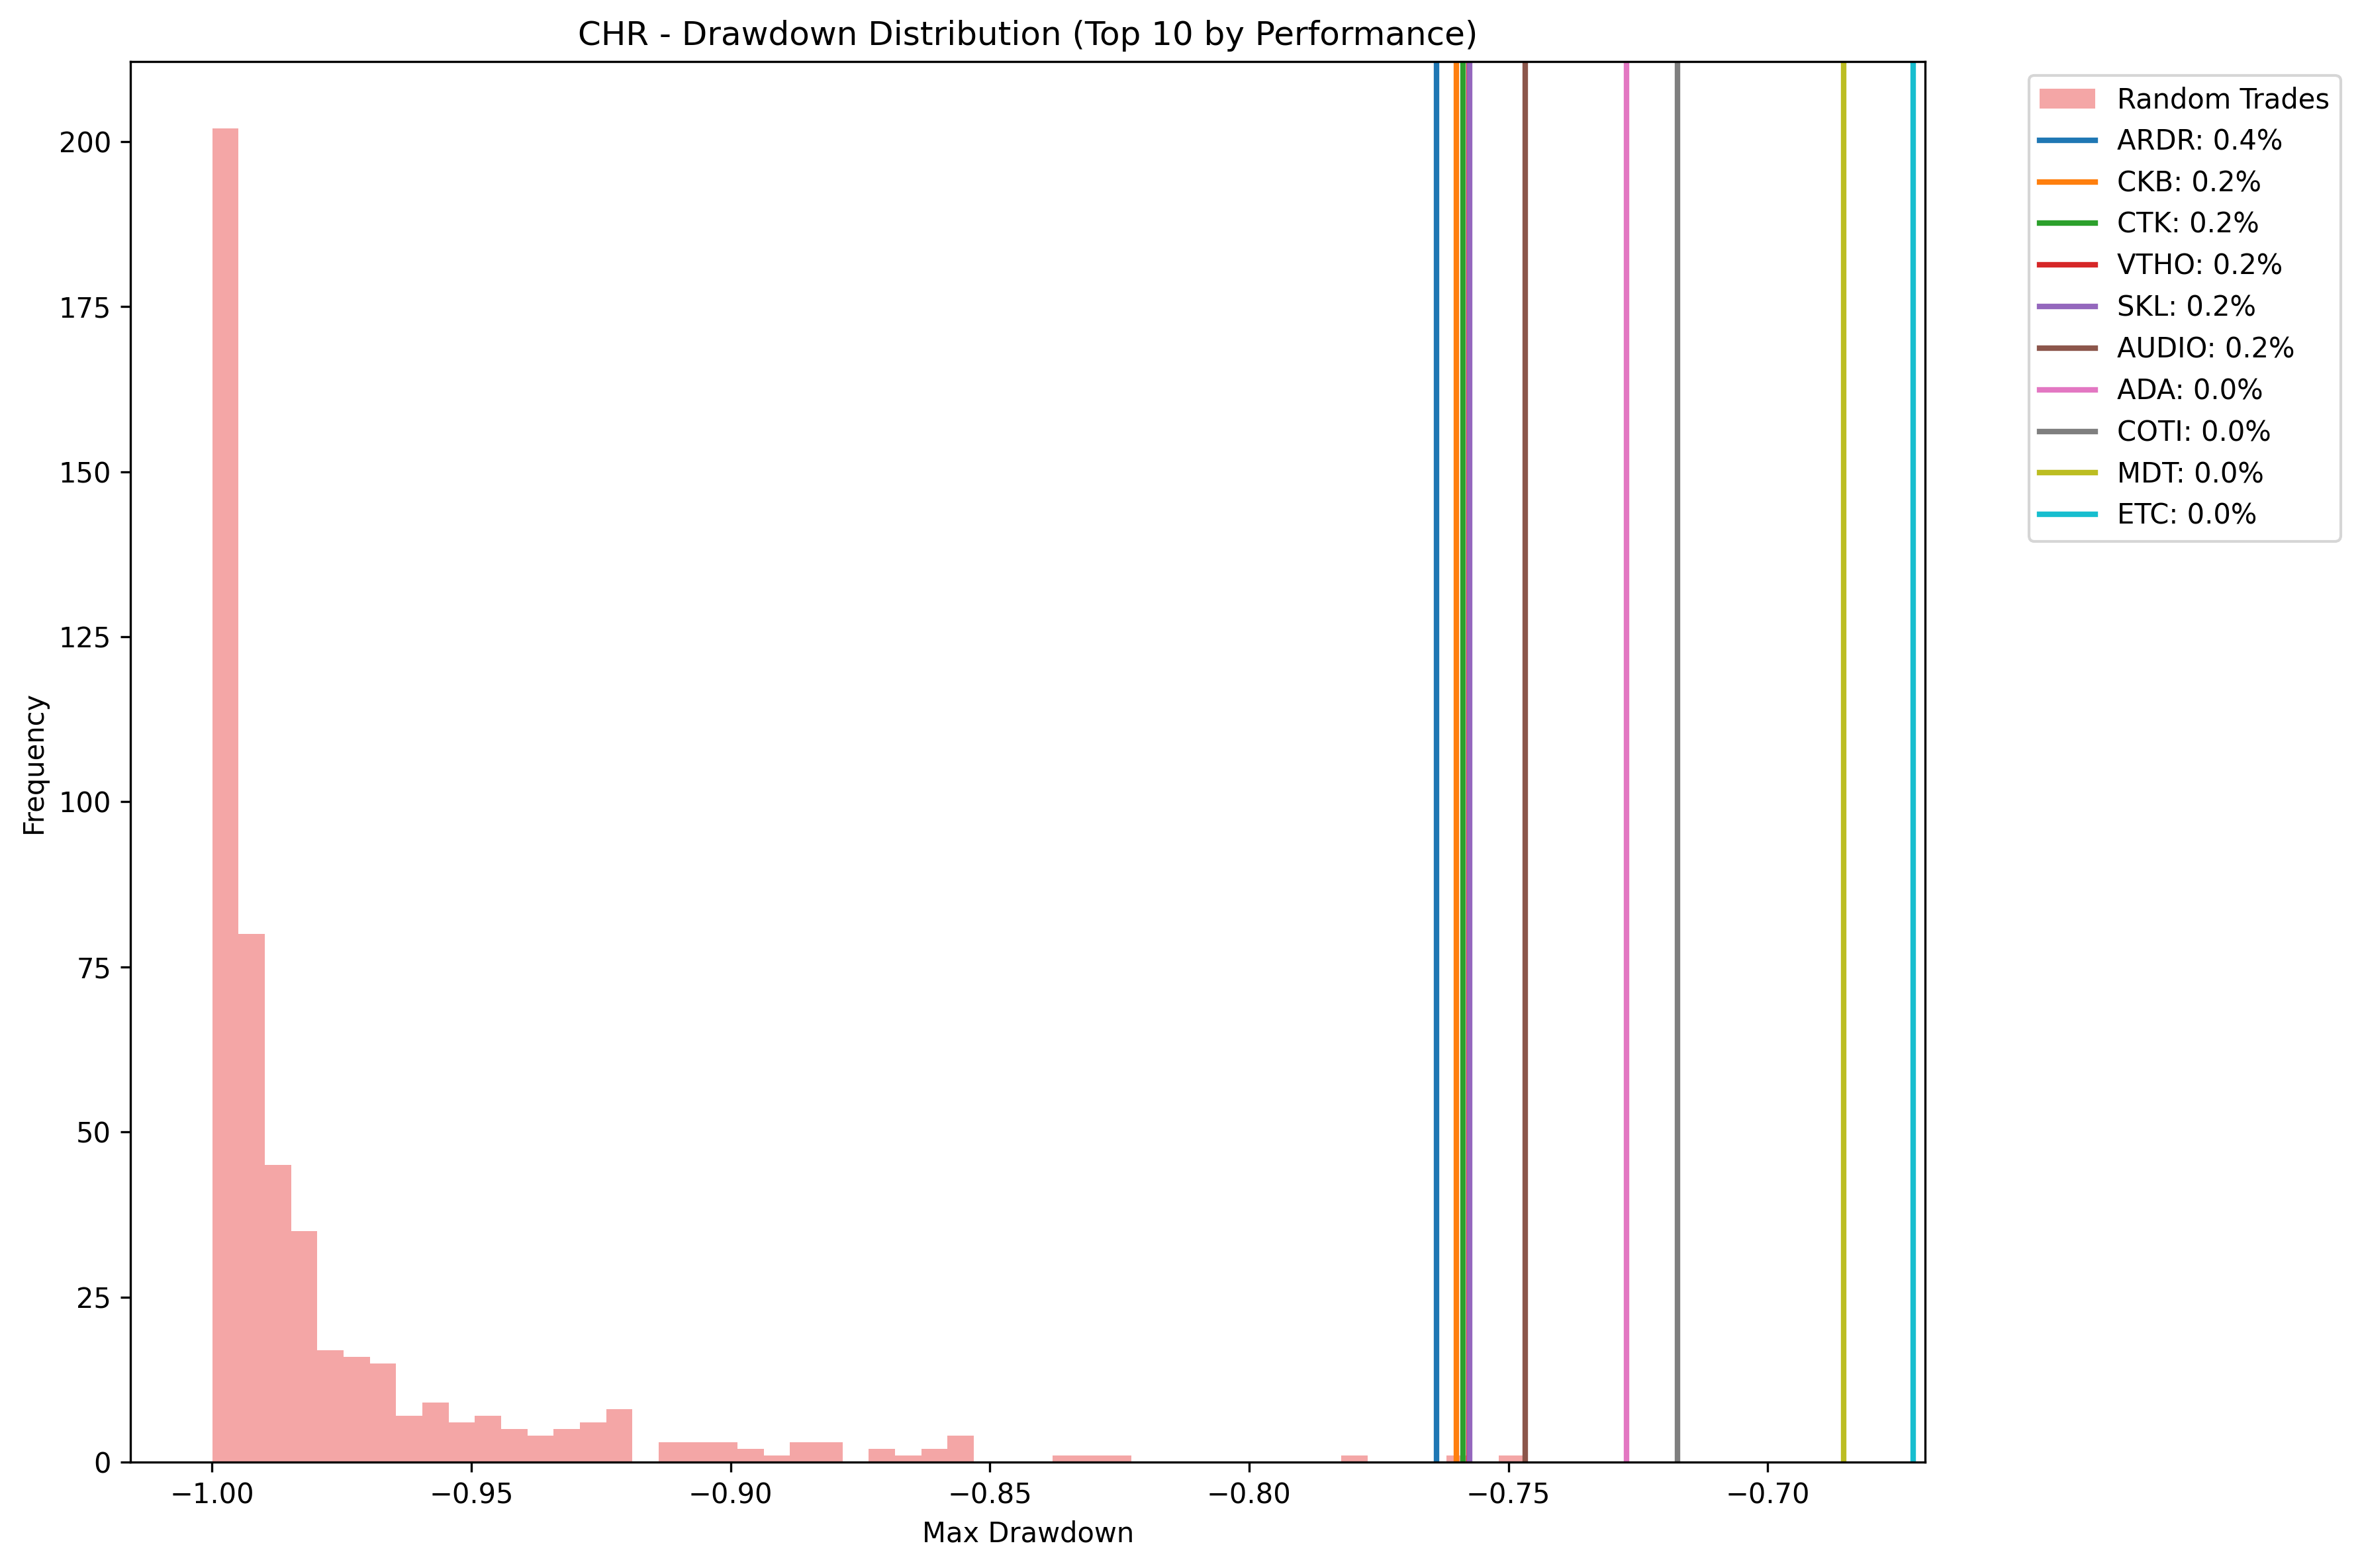 CHR - Drawdown Distribution (Top 10 by Performance)
Random Trades
ARDR: 0.4%
CKB: 0.2%
CTK: 0.2%
VTHO: 0.2%
SKL: 0.2%
AUDIO: 0.2%
ADA: 0.0%
COTI: 0.0%
MDT: 0.0%
ETC: 0.0%
Frequency
200
175
150
125
100
75
50
25
0
−1.00 −0.95 −0.90 −0.85 −0.80 −0.75 −0.70
Max Drawdown